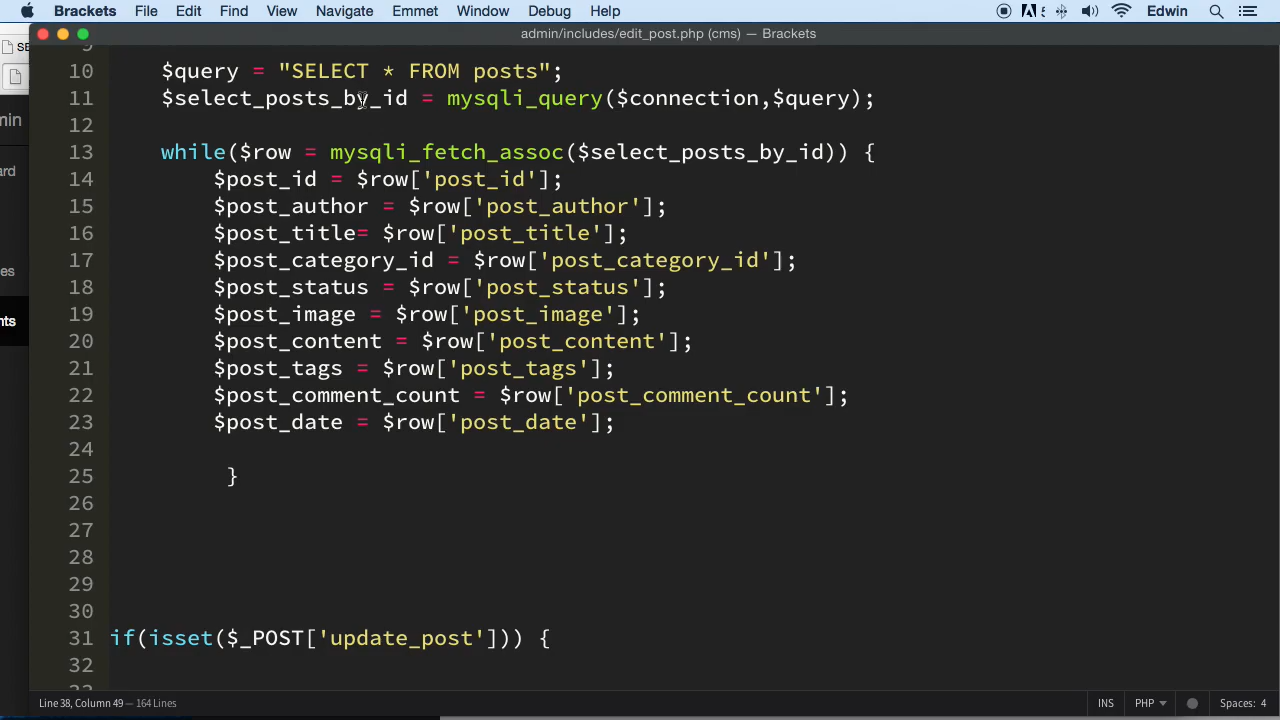 Brackets File Edit Find View Navigate Emmet Window Debug Help Edwin
admin/includes/edit_post.php (cms) — Brackets
9
10 $query = "SELECT * FROM posts";
11 $select_posts_by_id = mysqli_query($connection,$query);
12
13 while($row = mysqli_fetch_assoc($select_posts_by_id)) {
14 $post_id = $row['post_id'];
15 $post_author = $row['post_author'];
16 $post_title= $row['post_title'];
17 $post_category_id = $row['post_category_id'];
18 $post_status = $row['post_status'];
19 $post_image = $row['post_image'];
20 $post_content = $row['post_content'];
21 $post_tags = $row['post_tags'];
22 $post_comment_count = $row['post_comment_count'];
23 $post_date = $row['post_date'];
24
25 }
26
27
28
29
30
31 if(isset($_POST['update_post'])) {
32
Line 38, Column 49 — 164 Lines INS PHP Spaces: 4